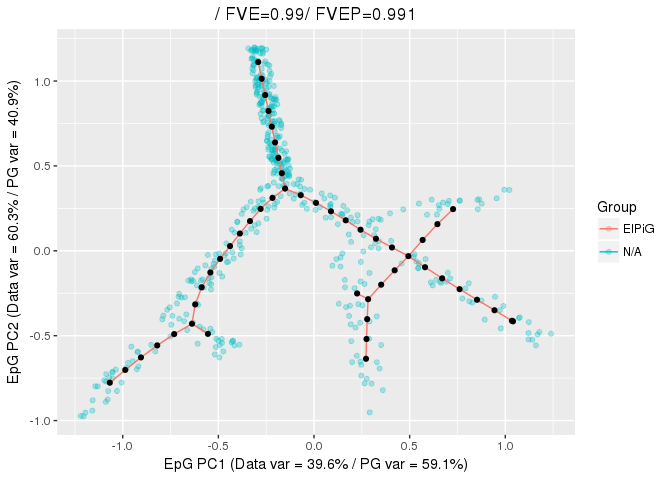 / FVE=0.99/ FVEP=0.991
EpG PC2 (Data var = 60.3% / PG var = 40.9%)
1.0
0.5
0.0
-0.5
-1.0
-1.0 -0.5 0.0 0.5 1.0
EpG PC1 (Data var = 39.6% / PG var = 59.1%)
Group
ElPiG
N/A